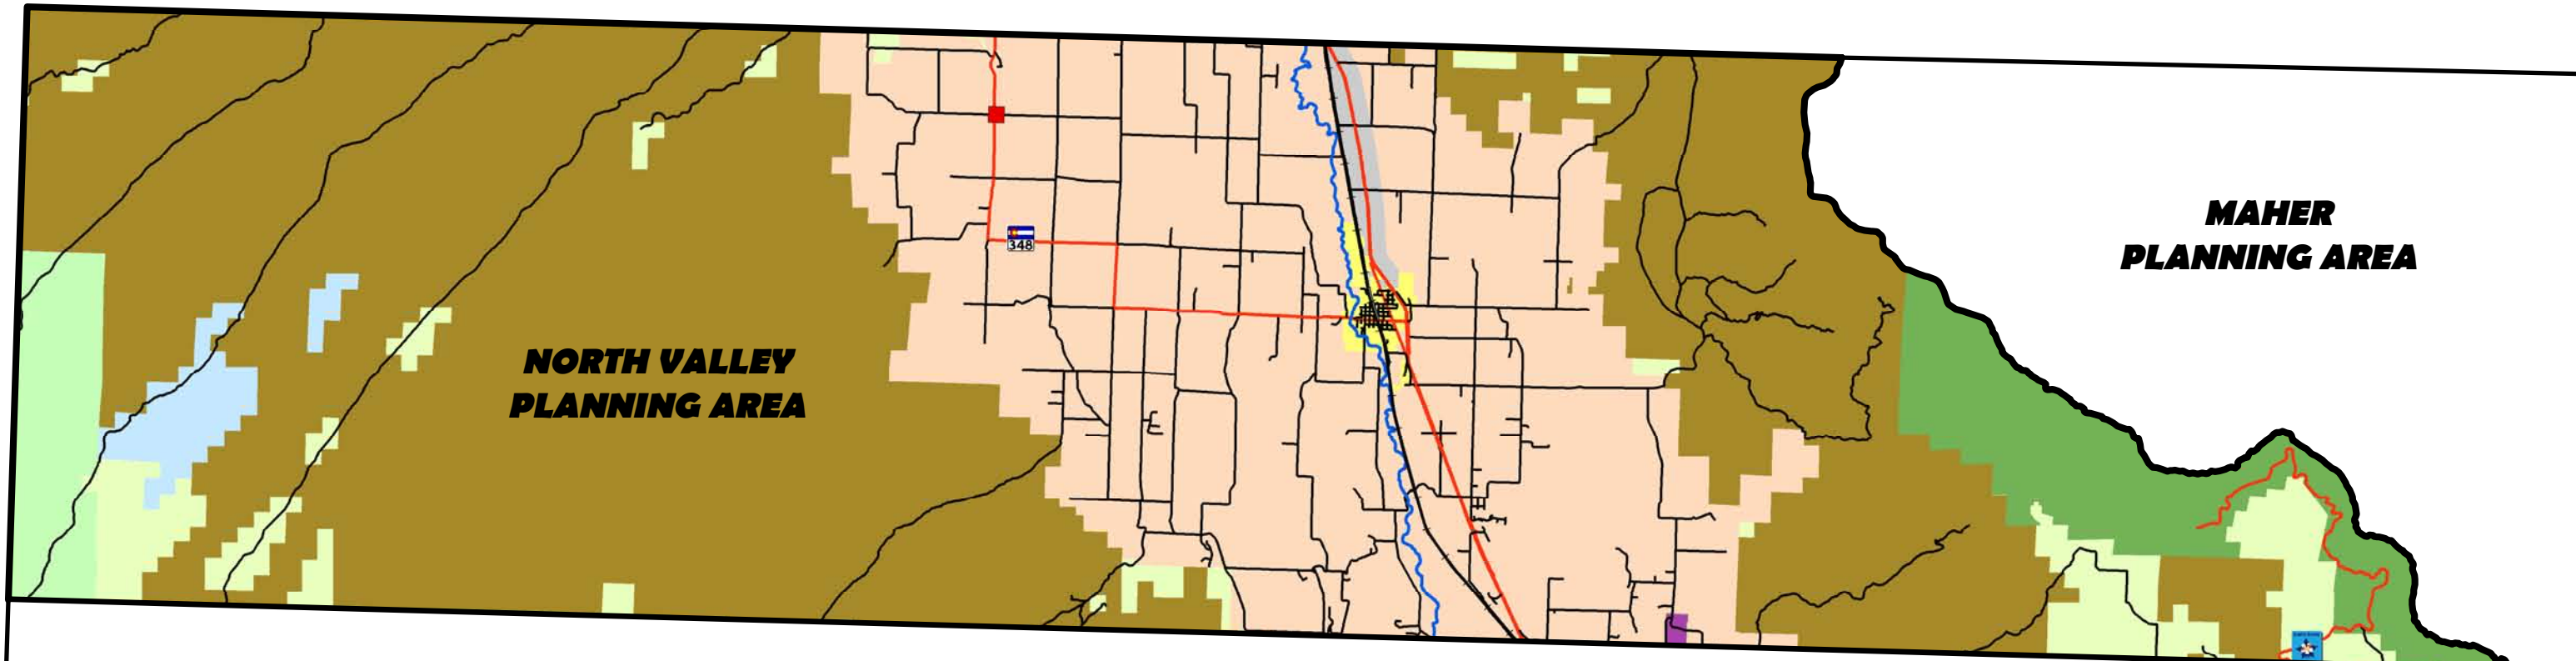 348
MAHER
PLANNING AREA
NORTH VALLEY
PLANNING AREA